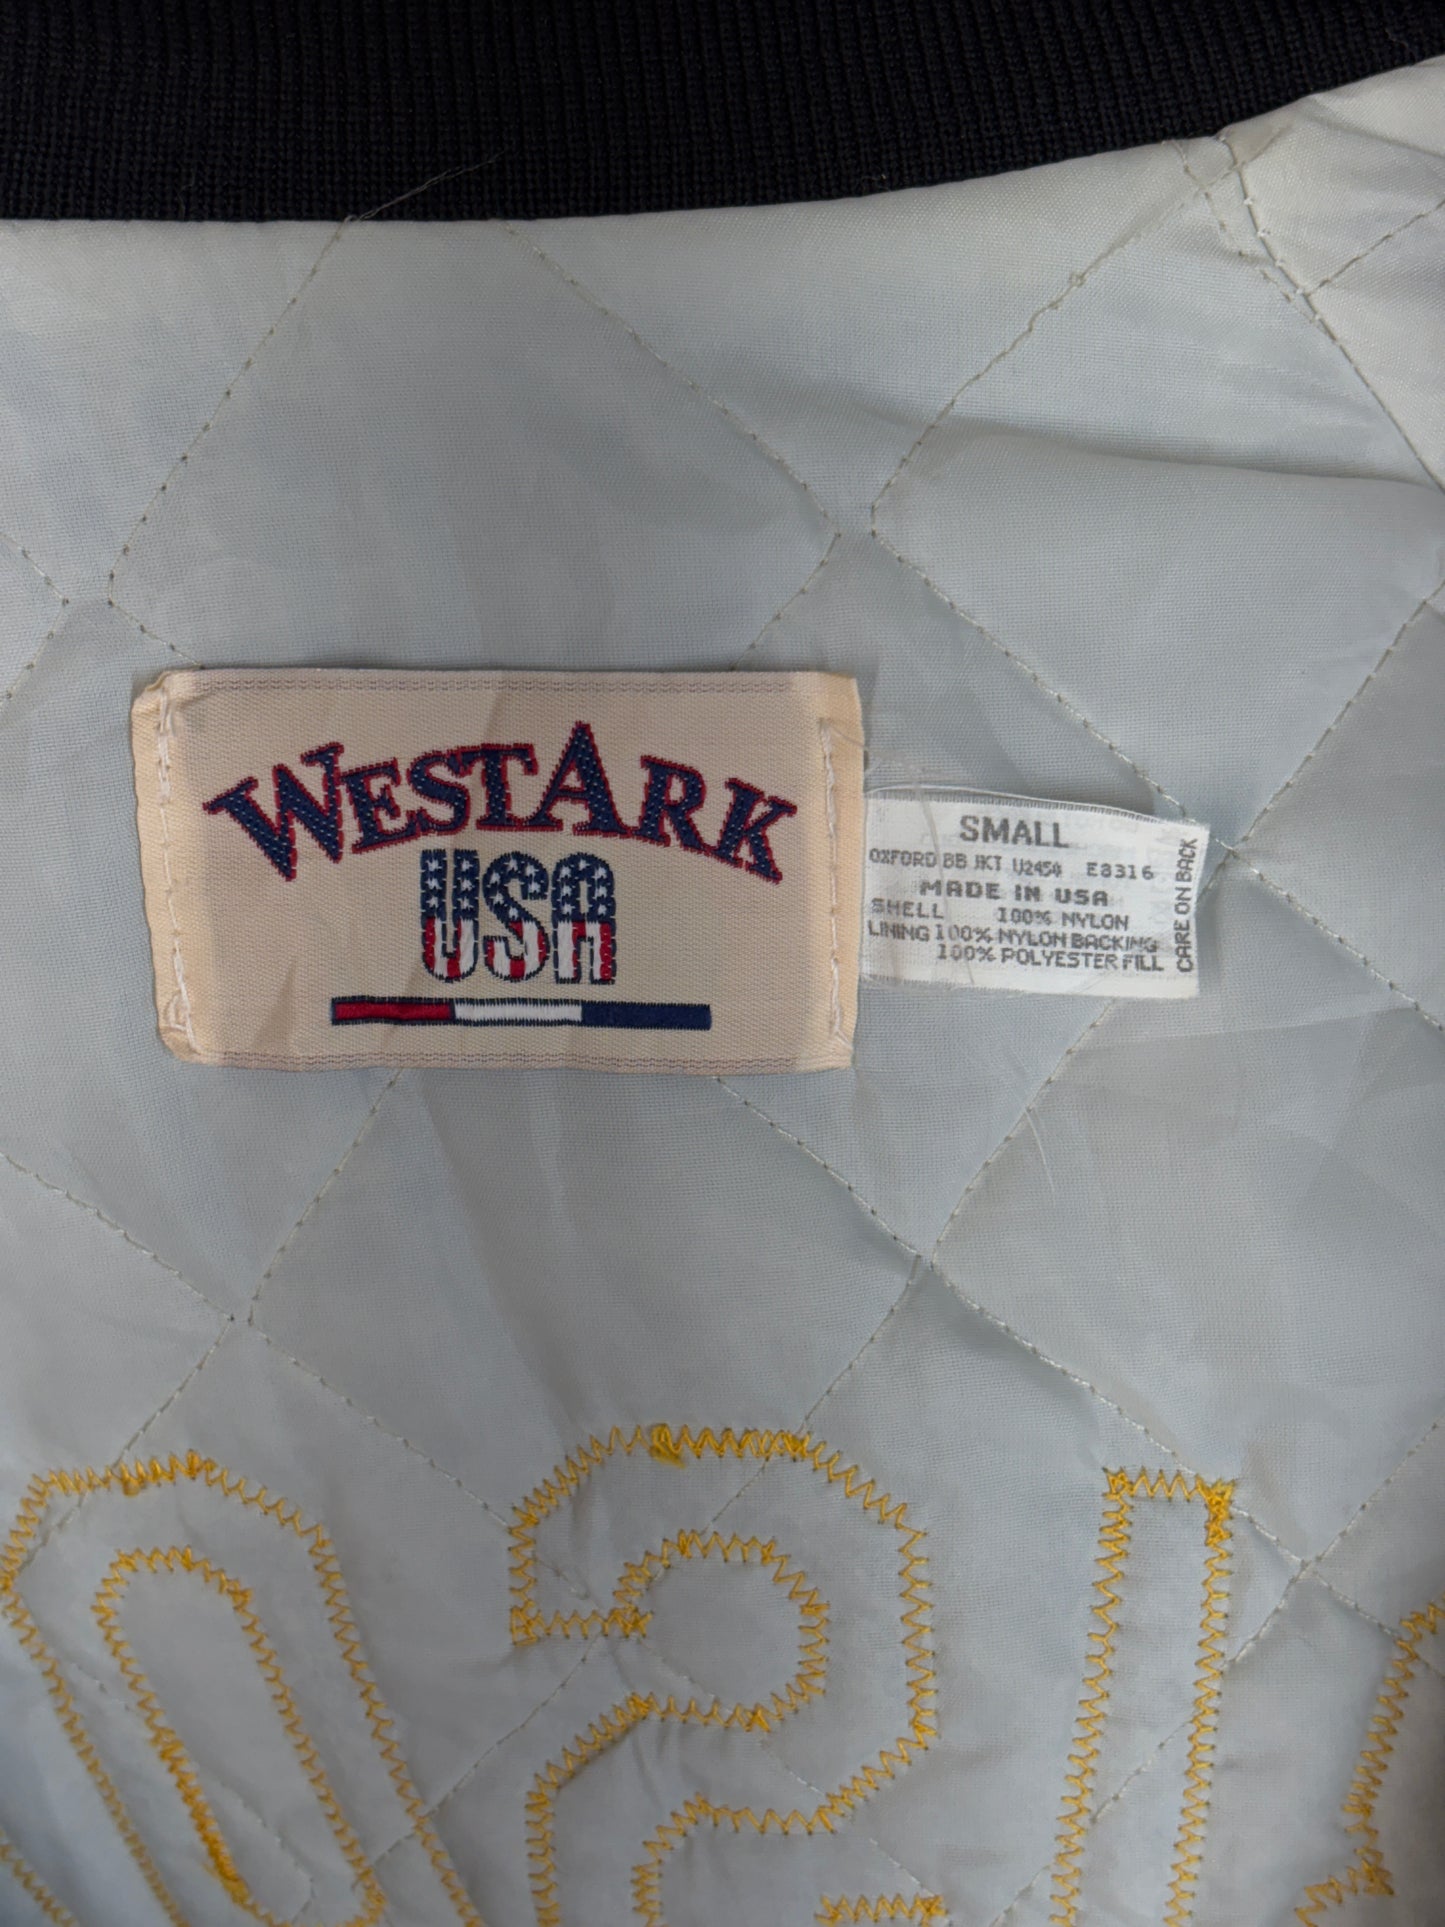 WESTARK
USA
SMALL
OXFORD BB JKT U2454 E8316
MADE IN USA
SHELL 100% NYLON
LINING 100% NYLON BACKING
100% POLYESTER FILL
CARE ON BACK